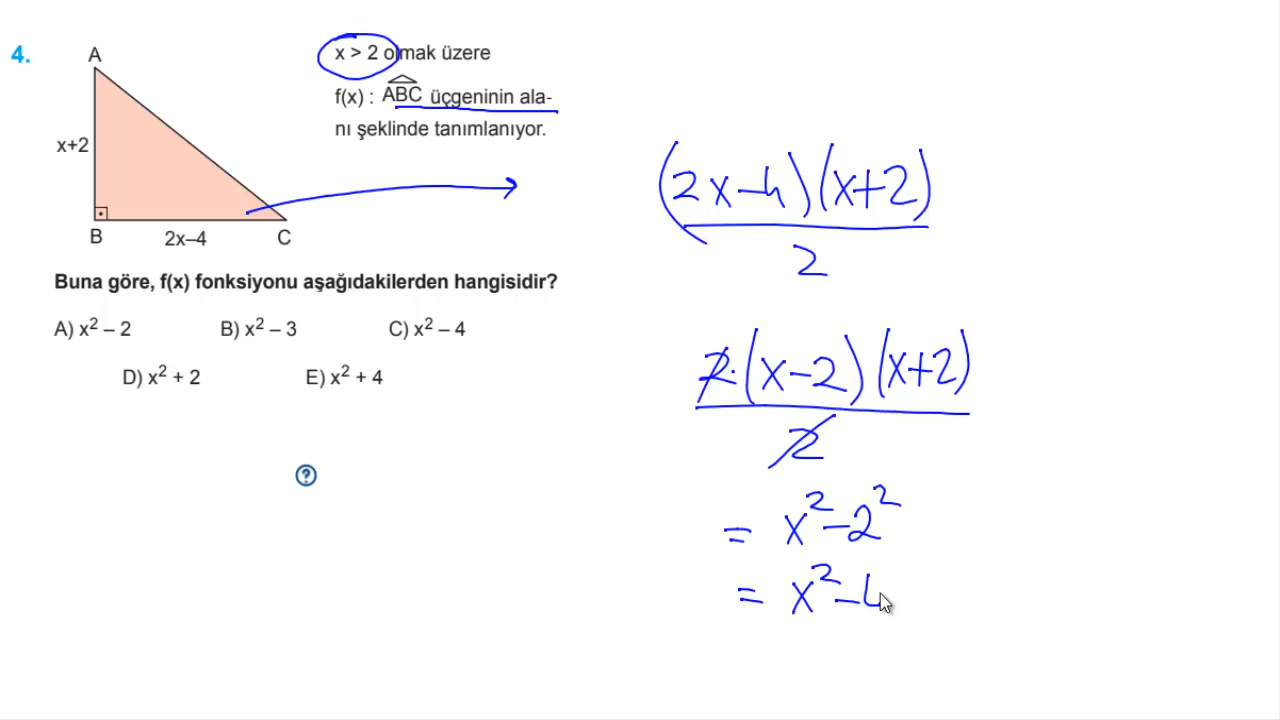 4.
A
x+2
B
2x–4
C
x > 2 olmak üzere
f(x) : ABC üçgeninin ala-
nı şeklinde tanımlanıyor.
Buna göre, f(x) fonksiyonu aşağıdakilerden hangisidir?
A) x² – 2 B) x² – 3 C) x² – 4
D) x² + 2 E) x² + 4
?
(2x–4)(x+2)
2
2·(x–2)(x+2)
2
= x²–2²
= x²–4